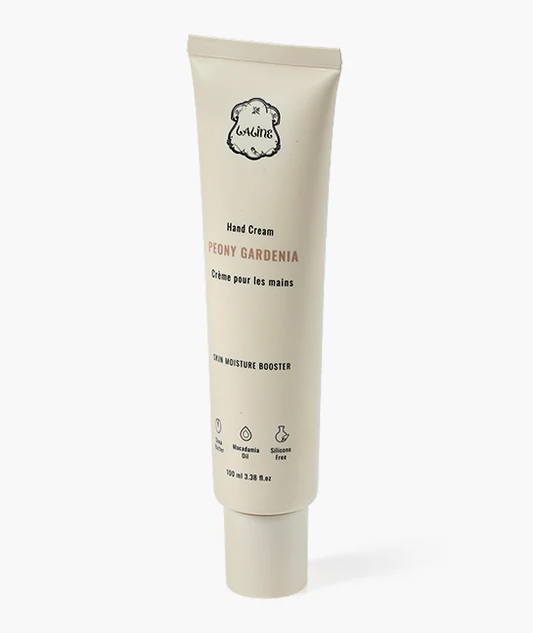 Laline
Hand Cream
PEONY GARDENIA
Crème pour les mains
SKIN MOISTURE BOOSTER
Shea
Butter
Macadamia
Oil
Silicone
Free
100 ml 3.38 fl.oz